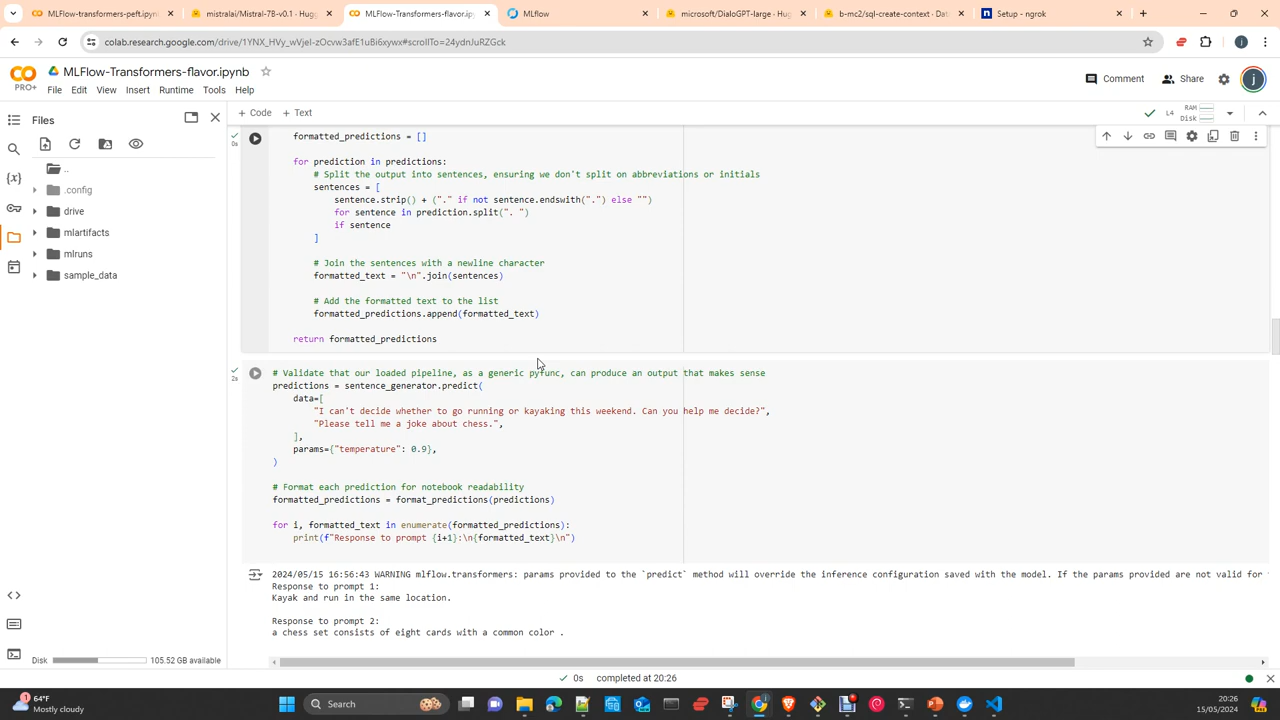 MLFlow-Transformers-peft.ipynb
mistralai/Mistral-7B-v0.1 · Hugg
MLFlow-Transformers-flavor.ipy
MLflow
microsoft/DialoGPT-large · Hugg
b-mc2/sql-create-context · Data
Setup - ngrok
colab.research.google.com/drive/1YNX_HVy_wVjeI-zOcvw3afE1uBi6xywx#scrollTo=24ydnJuRZGck
MLFlow-Transformers-flavor.ipynb
PRO+
File Edit View Insert Runtime Tools Help
Comment
Share
j
Files
+ Code + Text
L4
RAM
Disk
..
.config
drive
mlartifacts
mlruns
sample_data
0s
formatted_predictions = []
for prediction in predictions:
# Split the output into sentences, ensuring we don't split on abbreviations or initials
sentences = [
sentence.strip() + ("." if not sentence.endswith(".") else "")
for sentence in prediction.split(". ")
if sentence
]
# Join the sentences with a newline character
formatted_text = "\n".join(sentences)
# Add the formatted text to the list
formatted_predictions.append(formatted_text)
return formatted_predictions
2s
# Validate that our loaded pipeline, as a generic pyfunc, can produce an output that makes sense
predictions = sentence_generator.predict(
data=[
"I can't decide whether to go running or kayaking this weekend. Can you help me decide?",
"Please tell me a joke about chess.",
],
params={"temperature": 0.9},
)
# Format each prediction for notebook readability
formatted_predictions = format_predictions(predictions)
for i, formatted_text in enumerate(formatted_predictions):
print(f"Response to prompt {i+1}:\n{formatted_text}\n")
2024/05/15 16:56:43 WARNING mlflow.transformers: params provided to the `predict` method will override the inference configuration saved with the model. If the params provided are not valid for
Response to prompt 1:
Kayak and run in the same location.
Response to prompt 2:
a chess set consists of eight cards with a common color .
Disk
105.52 GB available
0s completed at 20:26
64°F
Mostly cloudy
Search
20:26
15/05/2024